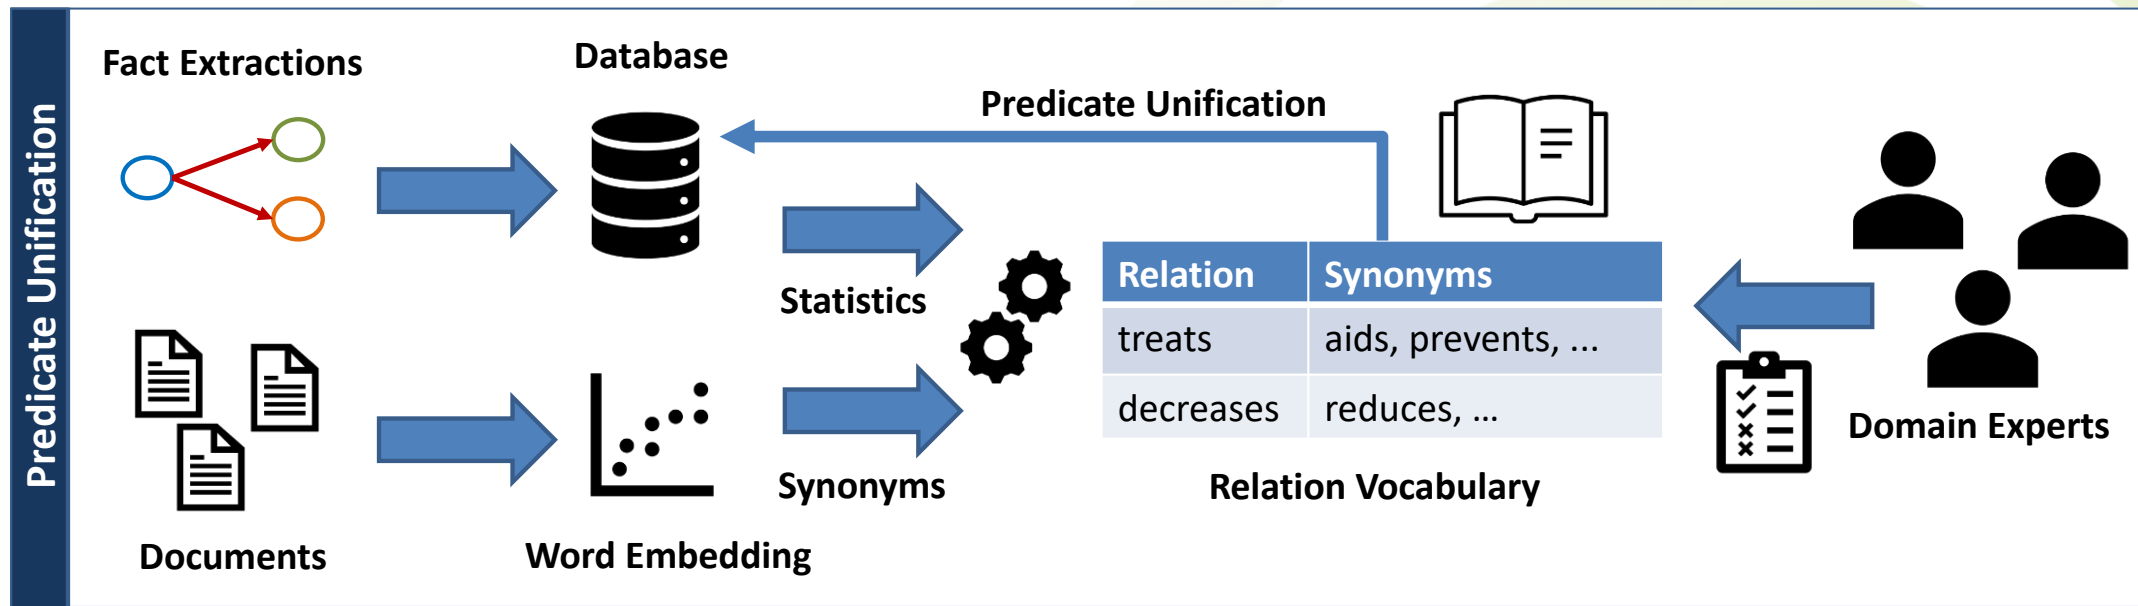 Predicate Unification
Fact Extractions
Database
Predicate Unification
Statistics
Relation Synonyms
treats aids, prevents, ...
decreases reduces, ...
Synonyms
Relation Vocabulary
Domain Experts
Documents
Word Embedding